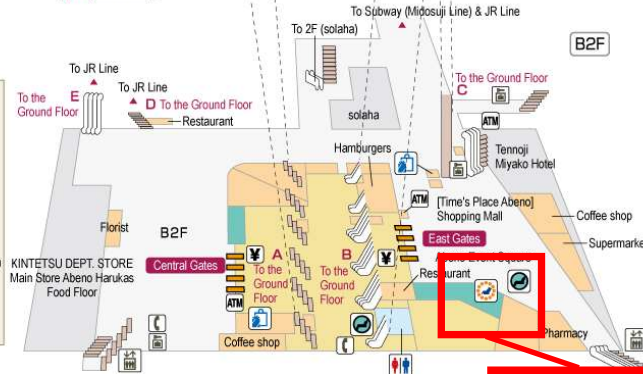 To Subway (Midosuji Line) & JR Line
To 2F (solaha)
B2F
To JR Line
E
To the
Ground Floor
To JR Line
D To the Ground Floor
Restaurant
To the Ground Floor
C
solaha
ATM
Hamburgers
Tennoji
Miyako Hotel
ATM
[Time's Place Abeno]
Shopping Mall
Coffee shop
Supermarke
Florist
B2F
KINTETSU DEPT. STORE
Main Store Abeno Harukas
Food Floor
Central Gates
¥
A
To the
Ground
Floor
B
To the
Ground
Floor
¥
East Gates
Abeno Event Square
Restaurant
ATM
Coffee shop
Pharmacy